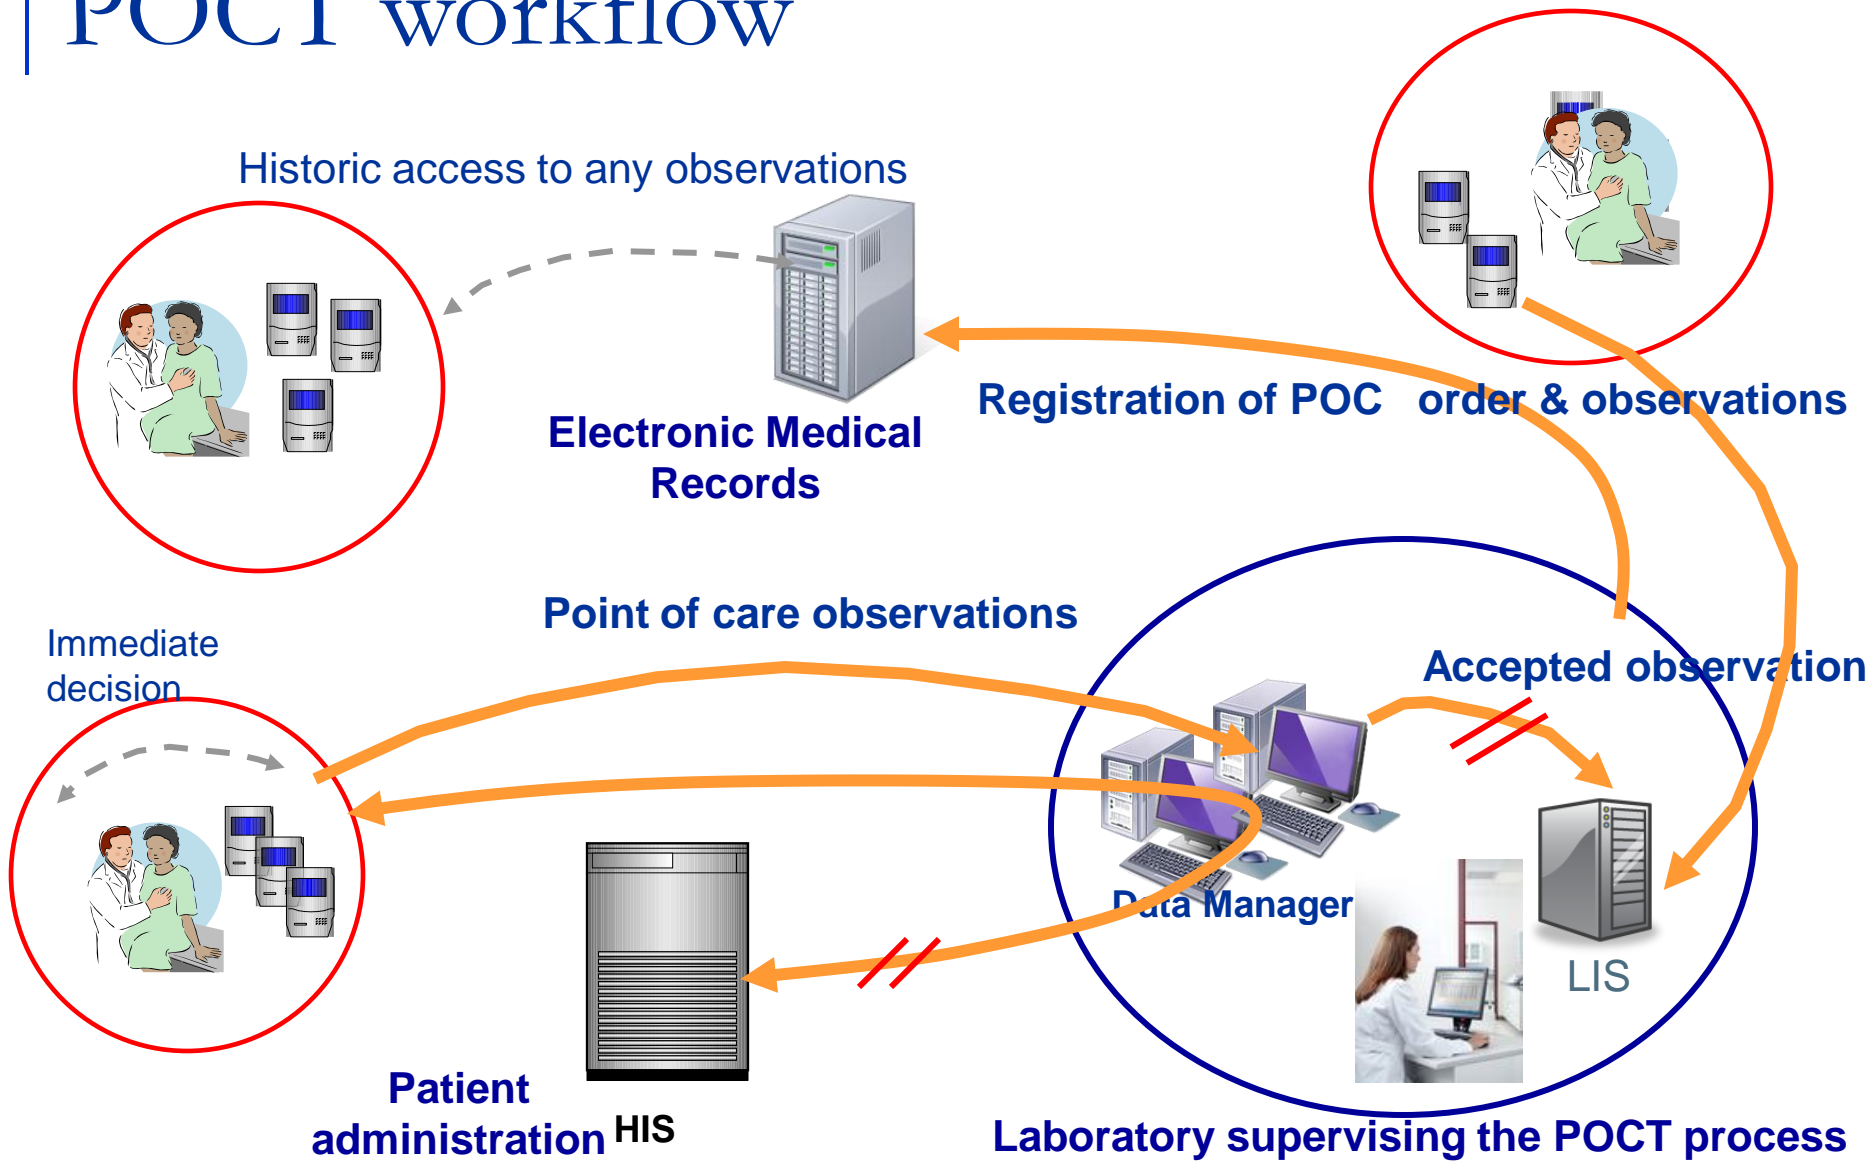 POCT workflow
Historic access to any observations
Electronic Medical
Records
Registration of POC order & observations
Immediate
decision
Point of care observations
Accepted observation
Data Manager
LIS
Patient
administration HIS
Laboratory supervising the POCT process